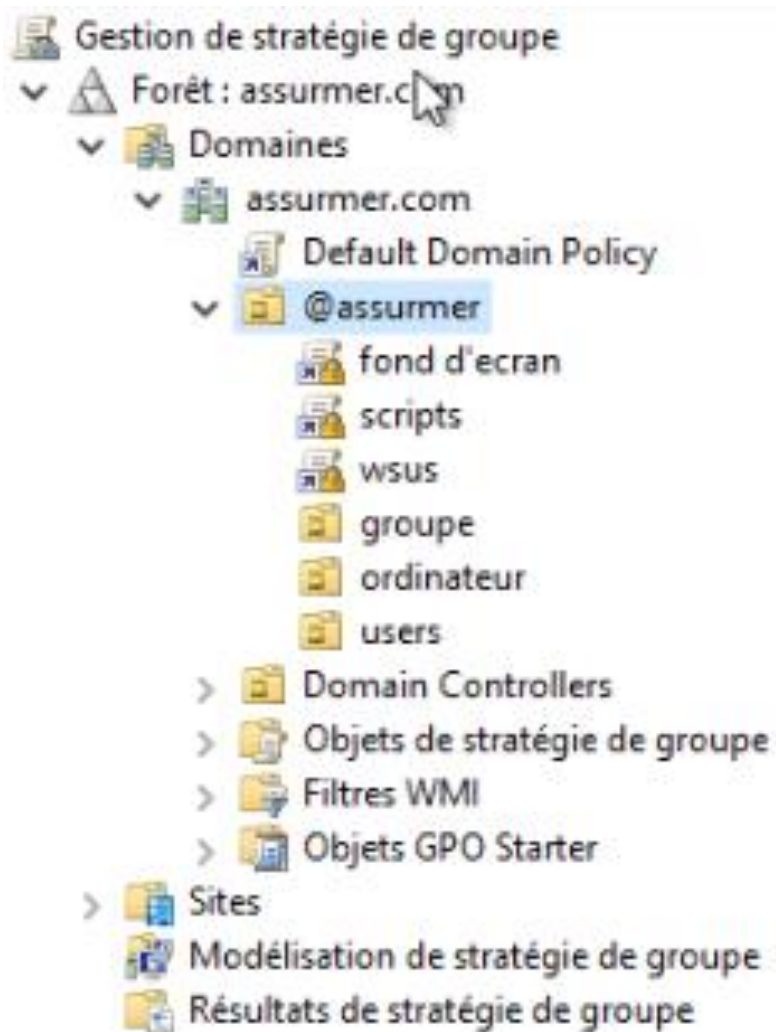 Gestion de stratégie de groupe
Forêt : assurmer.com
Domaines
assurmer.com
Default Domain Policy
@assurmer
fond d'ecran
scripts
wsus
groupe
ordinateur
users
Domain Controllers
Objets de stratégie de groupe
Filtres WMI
Objets GPO Starter
Sites
Modélisation de stratégie de groupe
Résultats de stratégie de groupe